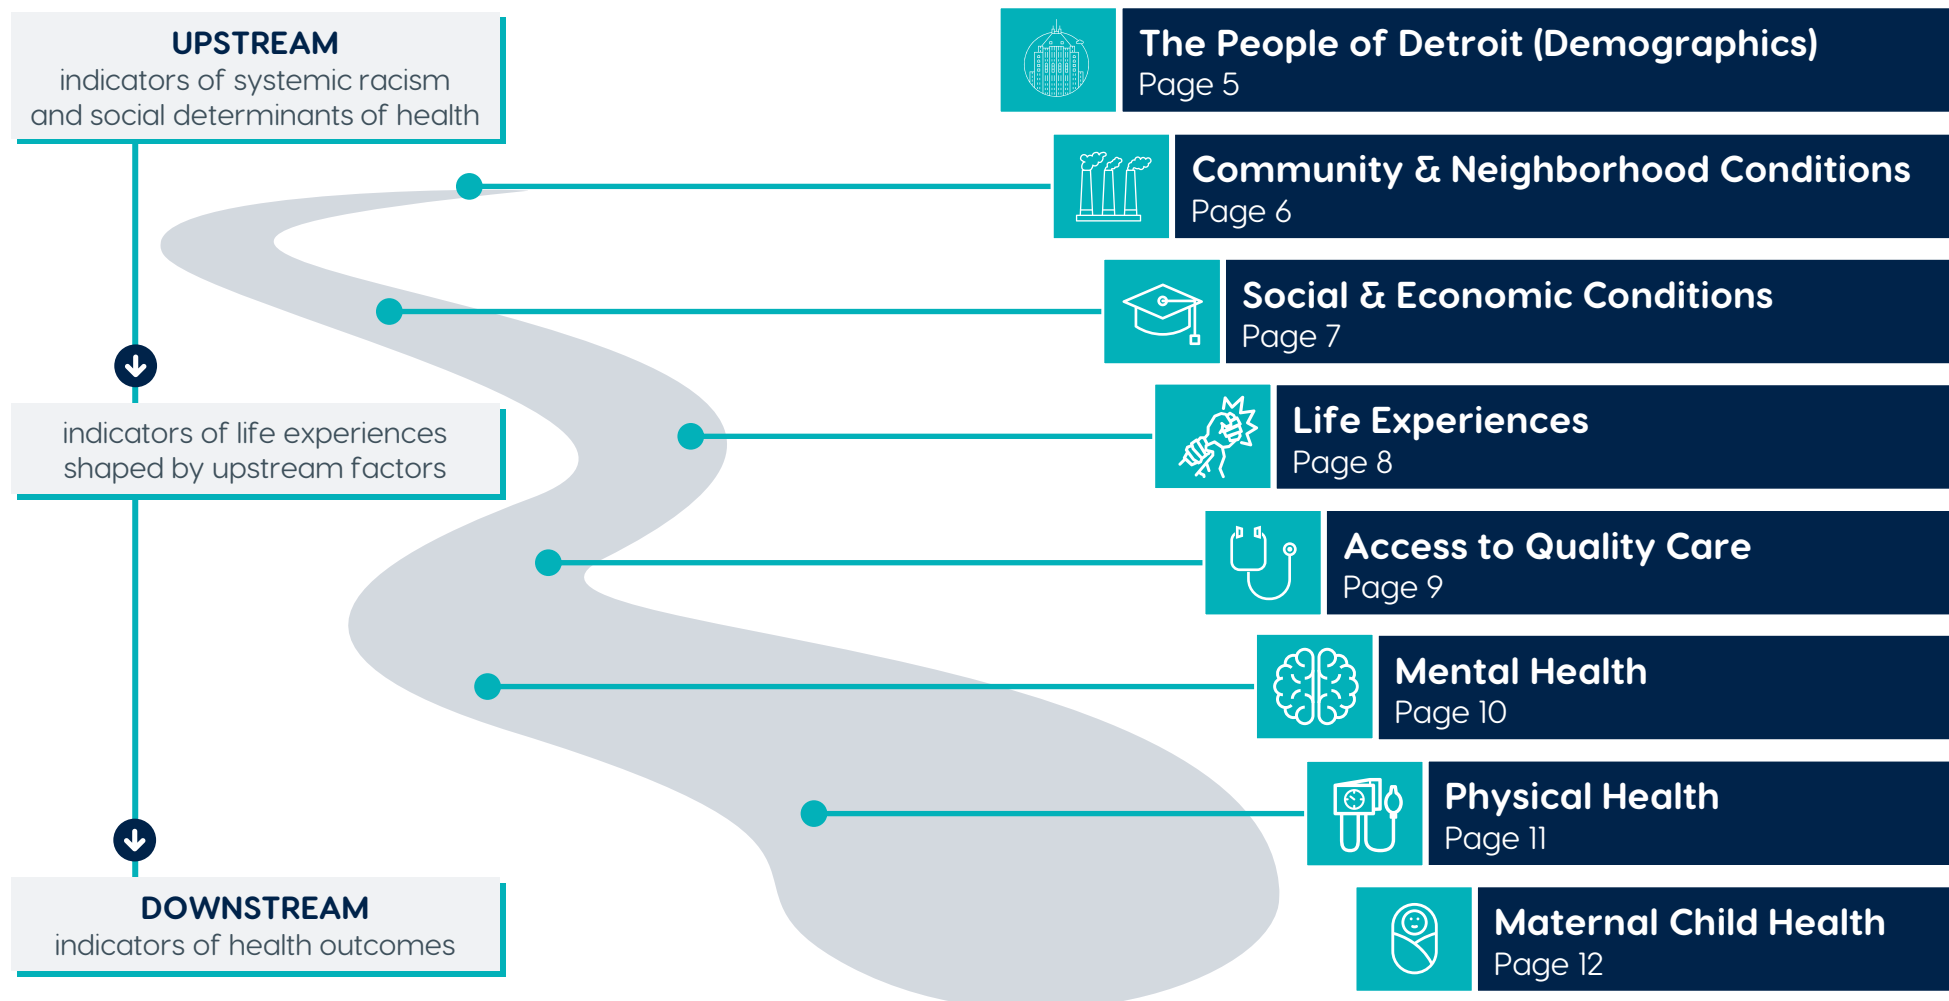 UPSTREAM
indicators of systemic racism
and social determinants of health
indicators of life experiences
shaped by upstream factors
DOWNSTREAM
indicators of health outcomes
The People of Detroit (Demographics)
Page 5
Community & Neighborhood Conditions
Page 6
Social & Economic Conditions
Page 7
Life Experiences
Page 8
Access to Quality Care
Page 9
Mental Health
Page 10
Physical Health
Page 11
Maternal Child Health
Page 12